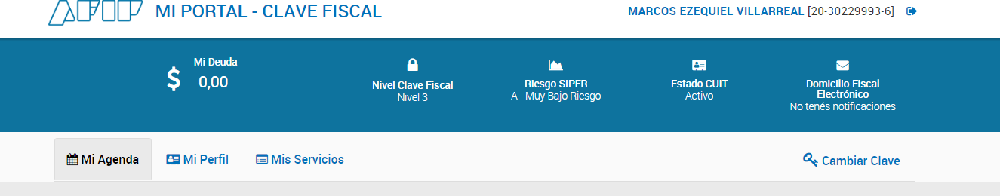 AFIP MI PORTAL - CLAVE FISCAL MARCOS EZEQUIEL VILLARREAL [20-30229993-6]
$ Mi Deuda
0,00
Nivel Clave Fiscal
Nivel 3
Riesgo SIPER
A - Muy Bajo Riesgo
Estado CUIT
Activo
Domicilio Fiscal
Electrónico
No tenés notificaciones
Mi Agenda Mi Perfil Mis Servicios Cambiar Clave